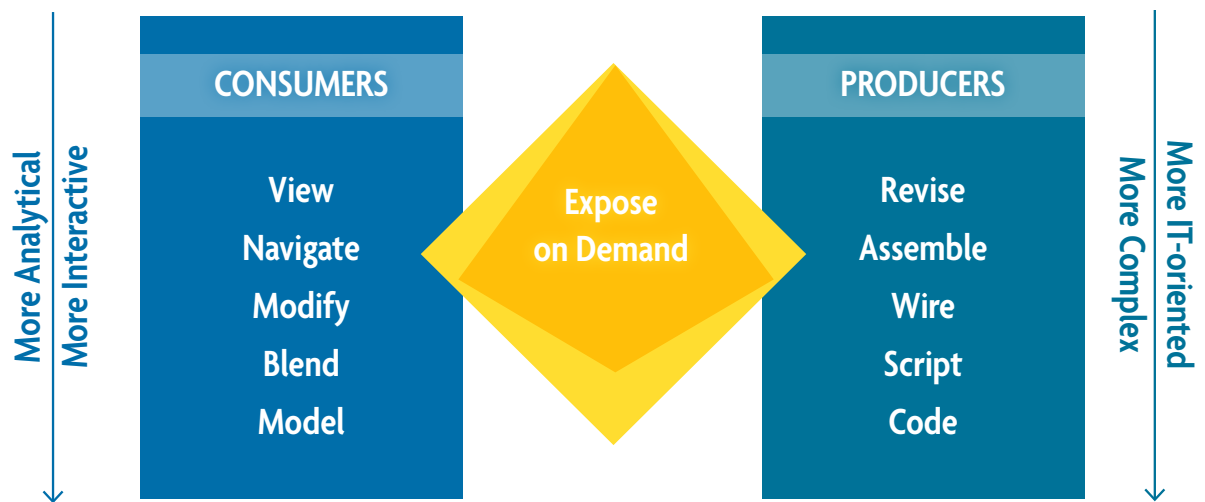 More Analytical
More Interactive
CONSUMERS
View
Navigate
Modify
Blend
Model
Expose
on Demand
PRODUCERS
Revise
Assemble
Wire
Script
Code
More IT-oriented
More Complex